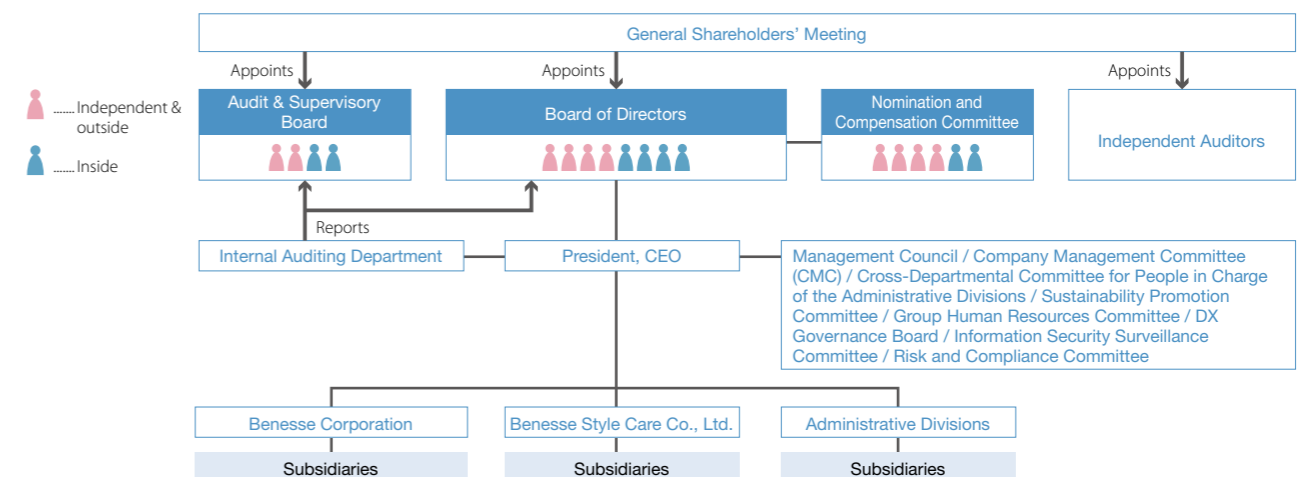 General Shareholders' Meeting
Appoints
Appoints
Appoints
....... Independent &
outside
....... Inside
Audit & Supervisory
Board
Board of Directors
Nomination and
Compensation Committee
Independent Auditors
Reports
Internal Auditing Department
President, CEO
Management Council / Company Management Committee
(CMC) / Cross-Departmental Committee for People in Charge
of the Administrative Divisions / Sustainability Promotion
Committee / Group Human Resources Committee / DX
Governance Board / Information Security Surveillance
Committee / Risk and Compliance Committee
Benesse Corporation
Benesse Style Care Co., Ltd.
Administrative Divisions
Subsidiaries
Subsidiaries
Subsidiaries